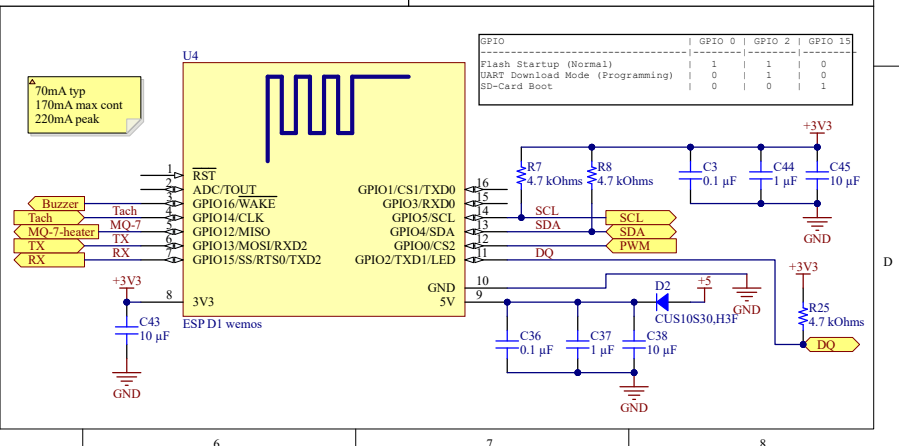 U4
GPIO | GPIO 0 | GPIO 2 | GPIO 15
Flash Startup (Normal) | 1 | 1 | 0
UART Download Mode (Programming) | 0 | 1 | 0
SD-Card Boot | 0 | 0 | 1
70mA typ
170mA max cont
220mA peak
+3V3
R7
4.7 kOhms
R8
4.7 kOhms
C3
0.1 µF
C44
1 µF
C45
10 µF
GND
1 RST
2 ADC/TOUT
Buzzer 3 GPIO16/WAKE
Tach Tach 4 GPIO14/CLK
MQ-7-heater MQ-7 5 GPIO12/MISO
TX TX 6 GPIO13/MOSI/RXD2
RX RX 7 GPIO15/SS/RTS0/TXD2
GPIO1/CS1/TXD0 16
GPIO3/RXD0 15
GPIO5/SCL 14 SCL SCL
GPIO4/SDA 13 SDA SDA
GPIO0/CS2 12 PWM
GPIO2/TXD1/LED 11 DQ
GND 10
5V 9
8 3V3
ESP D1 wemos
+3V3
C43
10 µF
GND
D2
CUS10S30,H3F
+5
GND
C36
0.1 µF
C37
1 µF
C38
10 µF
GND
+3V3
R25
4.7 kOhms
DQ
D
6
7
8